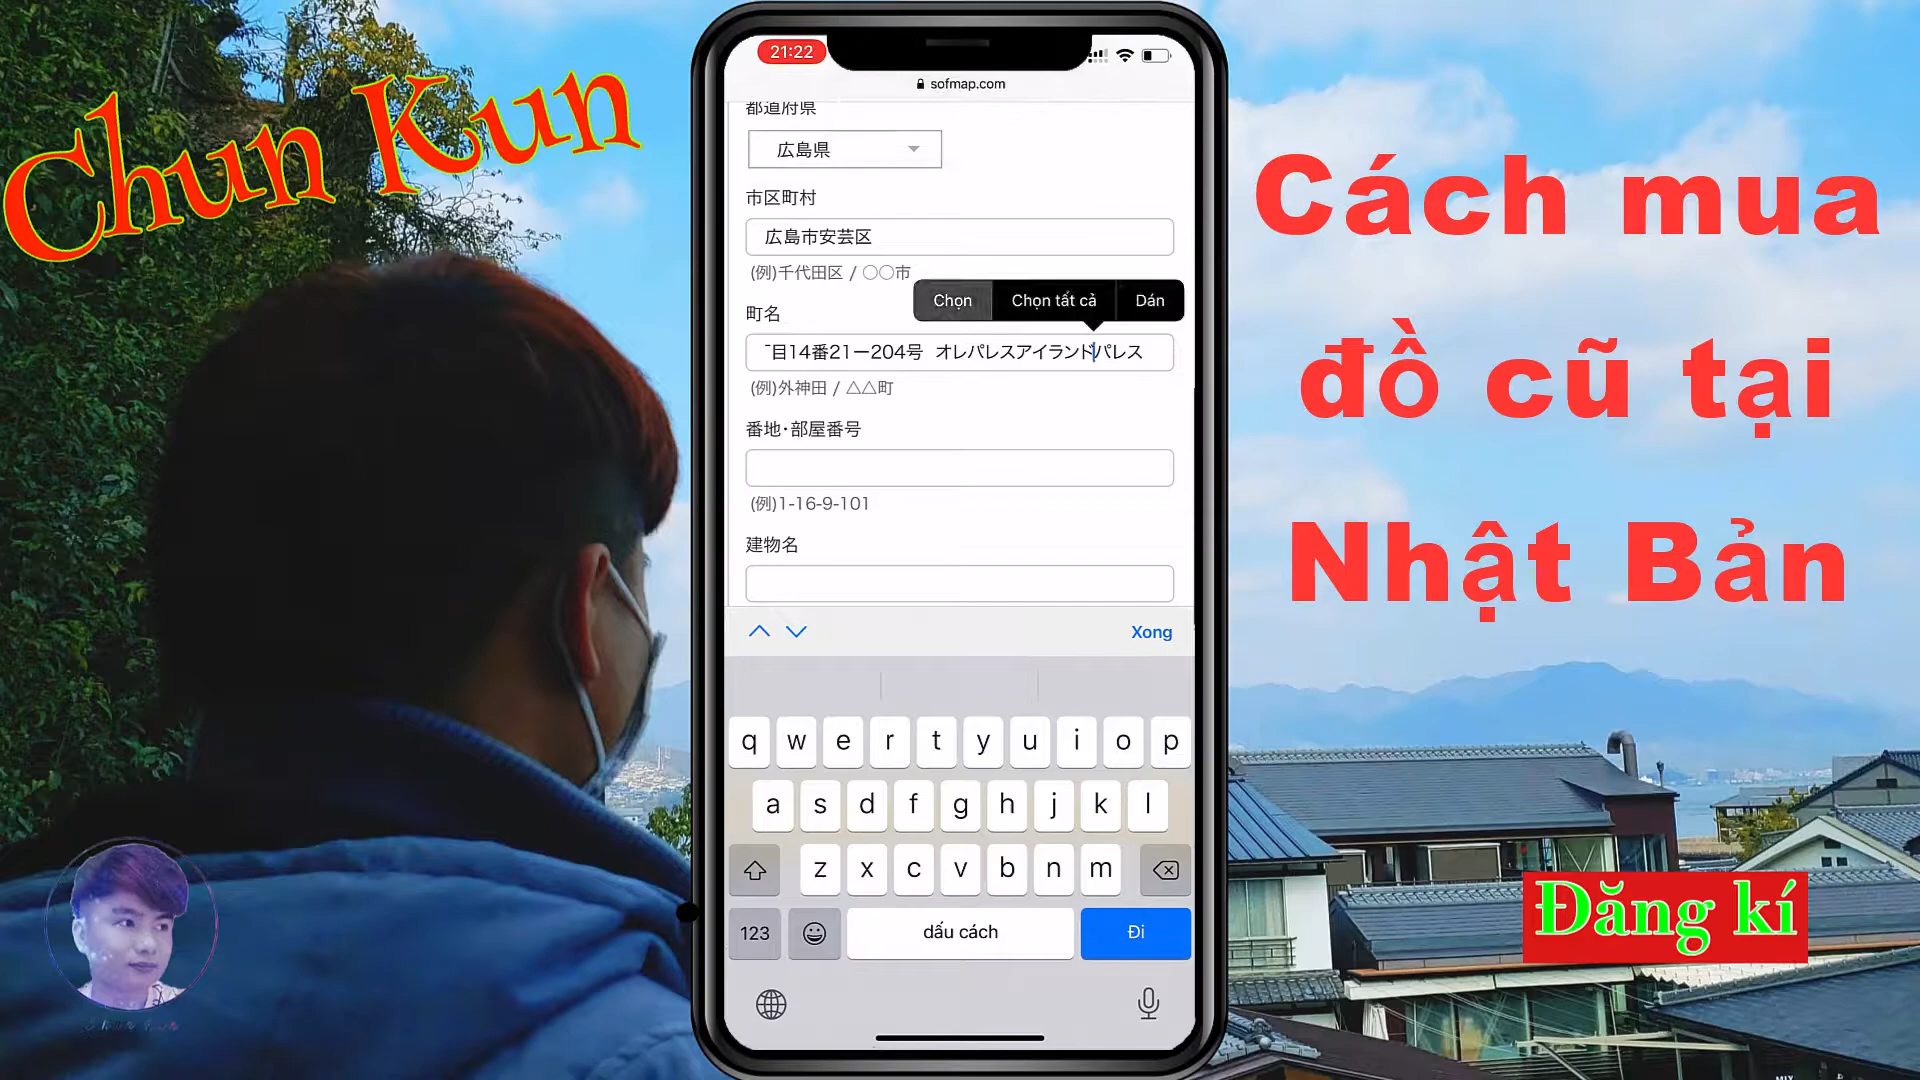 Chun Kun
21:22
sofmap.com
都道府県
広島県
市区町村
広島市安芸区
(例)千代田区 / 〇〇市
Chọn
Chọn tất cả
Dán
町名
目14番21ー204号 オレパレスアイランドパレス
(例)外神田 / △△町
番地・部屋番号
(例)1-16-9-101
建物名
Xong
q w e r t y u i o p
a s d f g h j k l
z x c v b n m
123
dấu cách
Đi
Cách mua
đồ cũ tại
Nhật Bản
Đăng kí